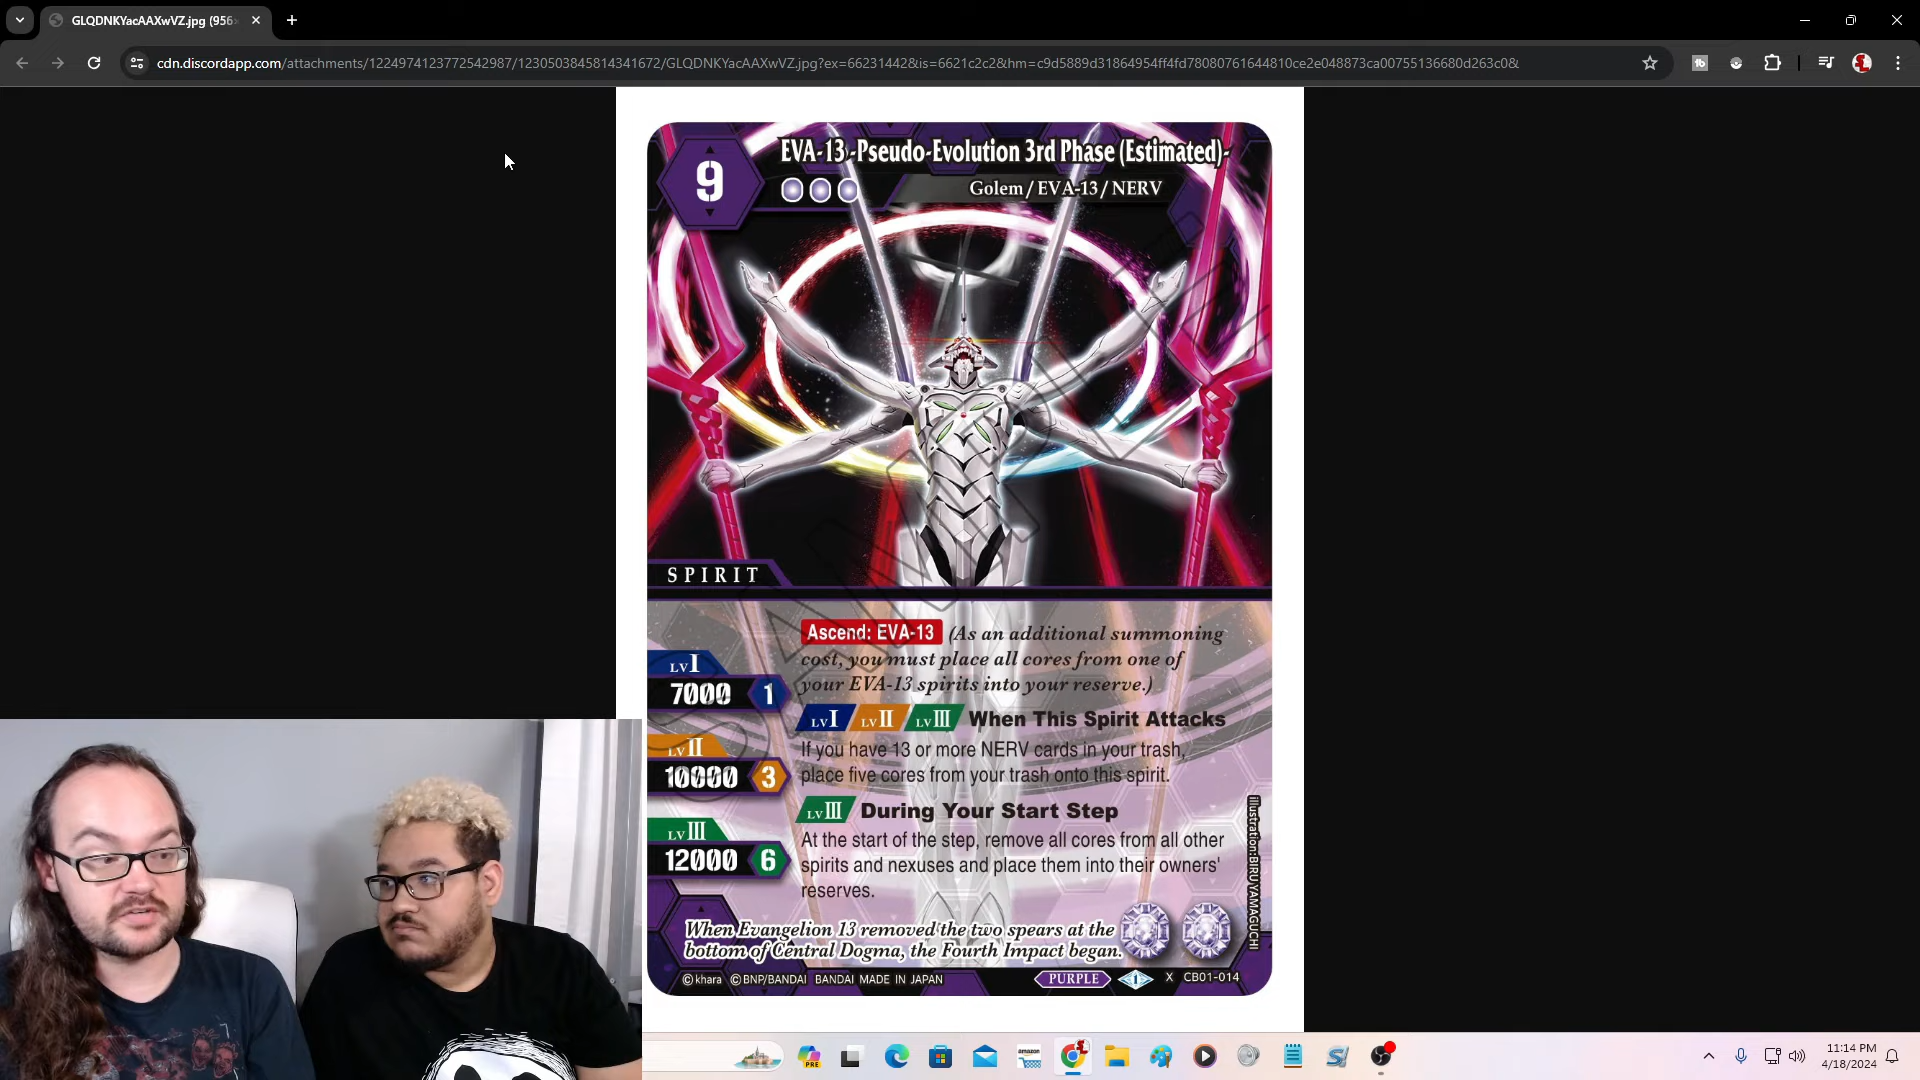 GLQDNKYacAAXwVZ.jpg (956
cdn.discordapp.com/attachments/1224974123772542987/1230503845814341672/GLQDNKYacAAXwVZ.jpg?ex=66231442&is=6621c2c2&hm=c9d5889d31864954ff4fd78080761644810ce2e048873ca00755136680d263c0&
9
EVA-13 -Pseudo-Evolution 3rd Phase (Estimated)-
Golem / EVA-13 / NERV
SPIRIT
Ascend: EVA-13 (As an additional summoning
cost, you must place all cores from one of
your EVA-13 spirits into your reserve.)
LV I
7000 1
LV I LV II LV III When This Spirit Attacks
If you have 13 or more NERV cards in your trash,
place five cores from your trash onto this spirit.
LV II
10000 3
LV III During Your Start Step
At the start of the step, remove all cores from all other
spirits and nexuses and place them into their owners'
reserves.
LV III
12000 6
Illustration:BIRU YAMAGUCHI
When Evangelion 13 removed the two spears at the
bottom of Central Dogma, the Fourth Impact began.
©khara ©BNP/BANDAI BANDAI MADE IN JAPAN
PURPLE 1 X CB01-014
SAMPLE
PRE
amazon
11:14 PM
4/18/2024